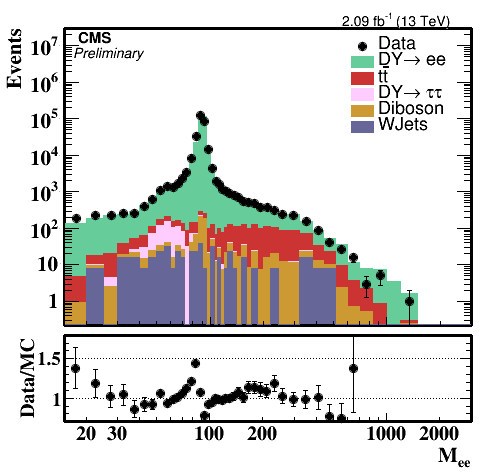 2.09 fb⁻¹ (13 TeV)
CMS
Preliminary
Data
DY→ ee
tt̄
DY→ ττ
Diboson
WJets
Events
10⁷
10⁶
10⁵
10⁴
10³
10²
10
1
Data/MC
1.5
1
20 30 100 200 1000 2000
Mee